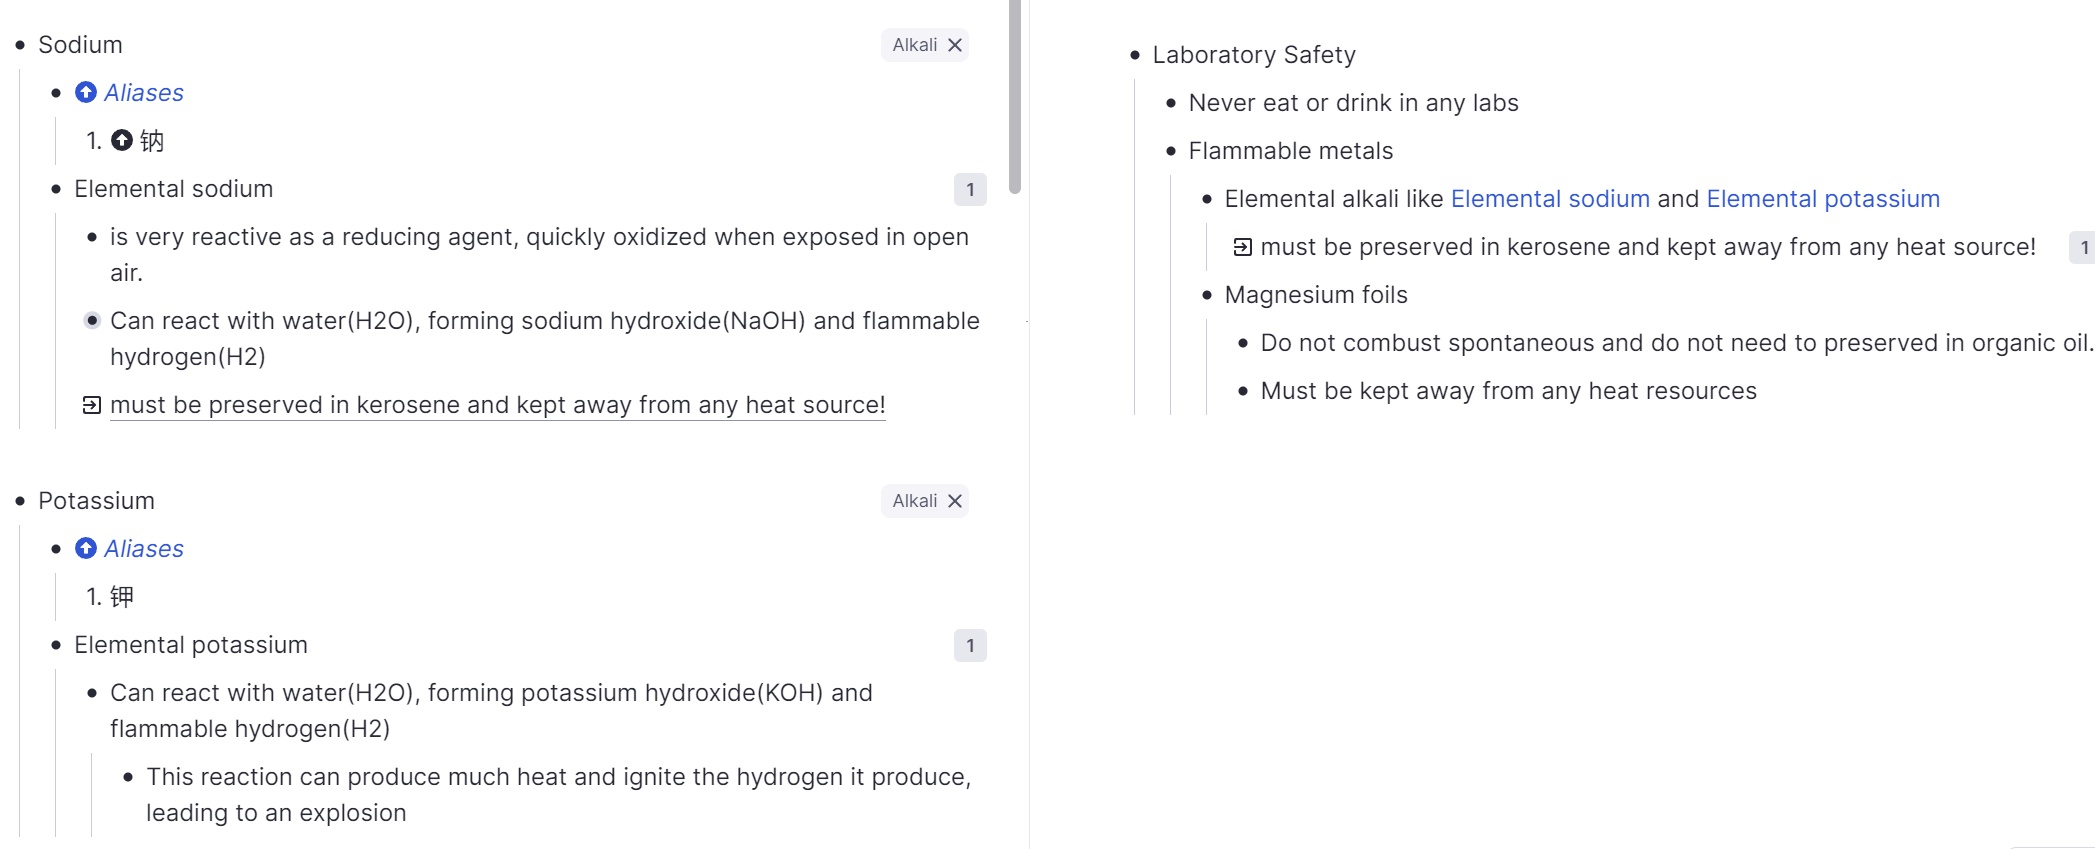 Sodium
Alkali
Aliases
1. 钠
Elemental sodium
1
is very reactive as a reducing agent, quickly oxidized when exposed in open
air.
Can react with water(H2O), forming sodium hydroxide(NaOH) and flammable
hydrogen(H2)
must be preserved in kerosene and kept away from any heat source!
Potassium
Alkali
Aliases
1. 钾
Elemental potassium
1
Can react with water(H2O), forming potassium hydroxide(KOH) and
flammable hydrogen(H2)
This reaction can produce much heat and ignite the hydrogen it produce,
leading to an explosion
Laboratory Safety
Never eat or drink in any labs
Flammable metals
Elemental alkali like Elemental sodium and Elemental potassium
must be preserved in kerosene and kept away from any heat source!
1
Magnesium foils
Do not combust spontaneous and do not need to preserved in organic oil.
Must be kept away from any heat resources